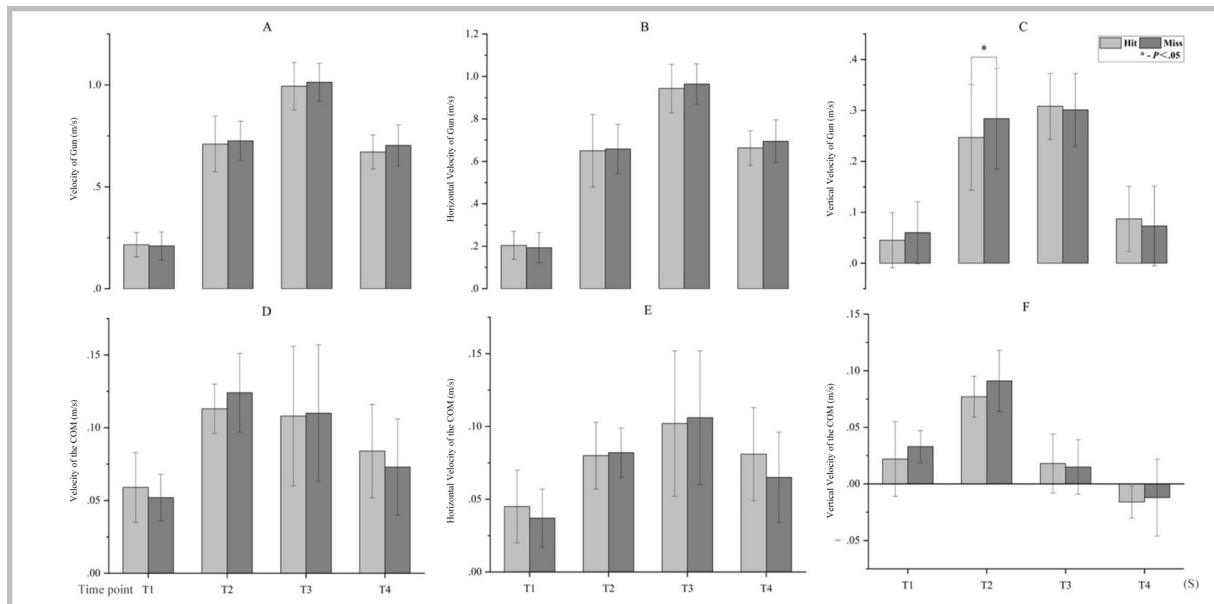 A
B
C
Hit Miss
* - P<.05
Velocity of Gun (m/s)
1.0
.5
.0
Horizontal Velocity of Gun (m/s)
1.2
1.0
.8
.6
.4
.2
.0
Vertical Velocity of Gun (m/s)
.4
.3
.2
.1
.0
*
D
E
F
Velocity of the COM (m/s)
.15
.10
.05
.00
Horizontal Velocity of the COM (m/s)
.15
.10
.05
.00
Vertical Velocity of the COM (m/s)
.15
.10
0.05
0.00
– .05
Time point T1 T2 T3 T4
T1 T2 T3 T4
T1 T2 T3 T4 (S)